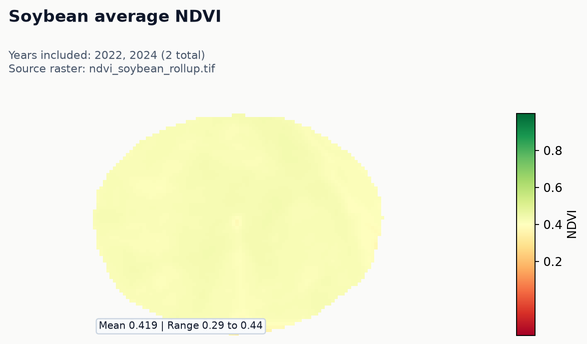 Soybean average NDVI
Years included: 2022, 2024 (2 total)
Source raster: ndvi_soybean_rollup.tif
0.8
0.6
0.4
0.2
NDVI
Mean 0.419 | Range 0.29 to 0.44